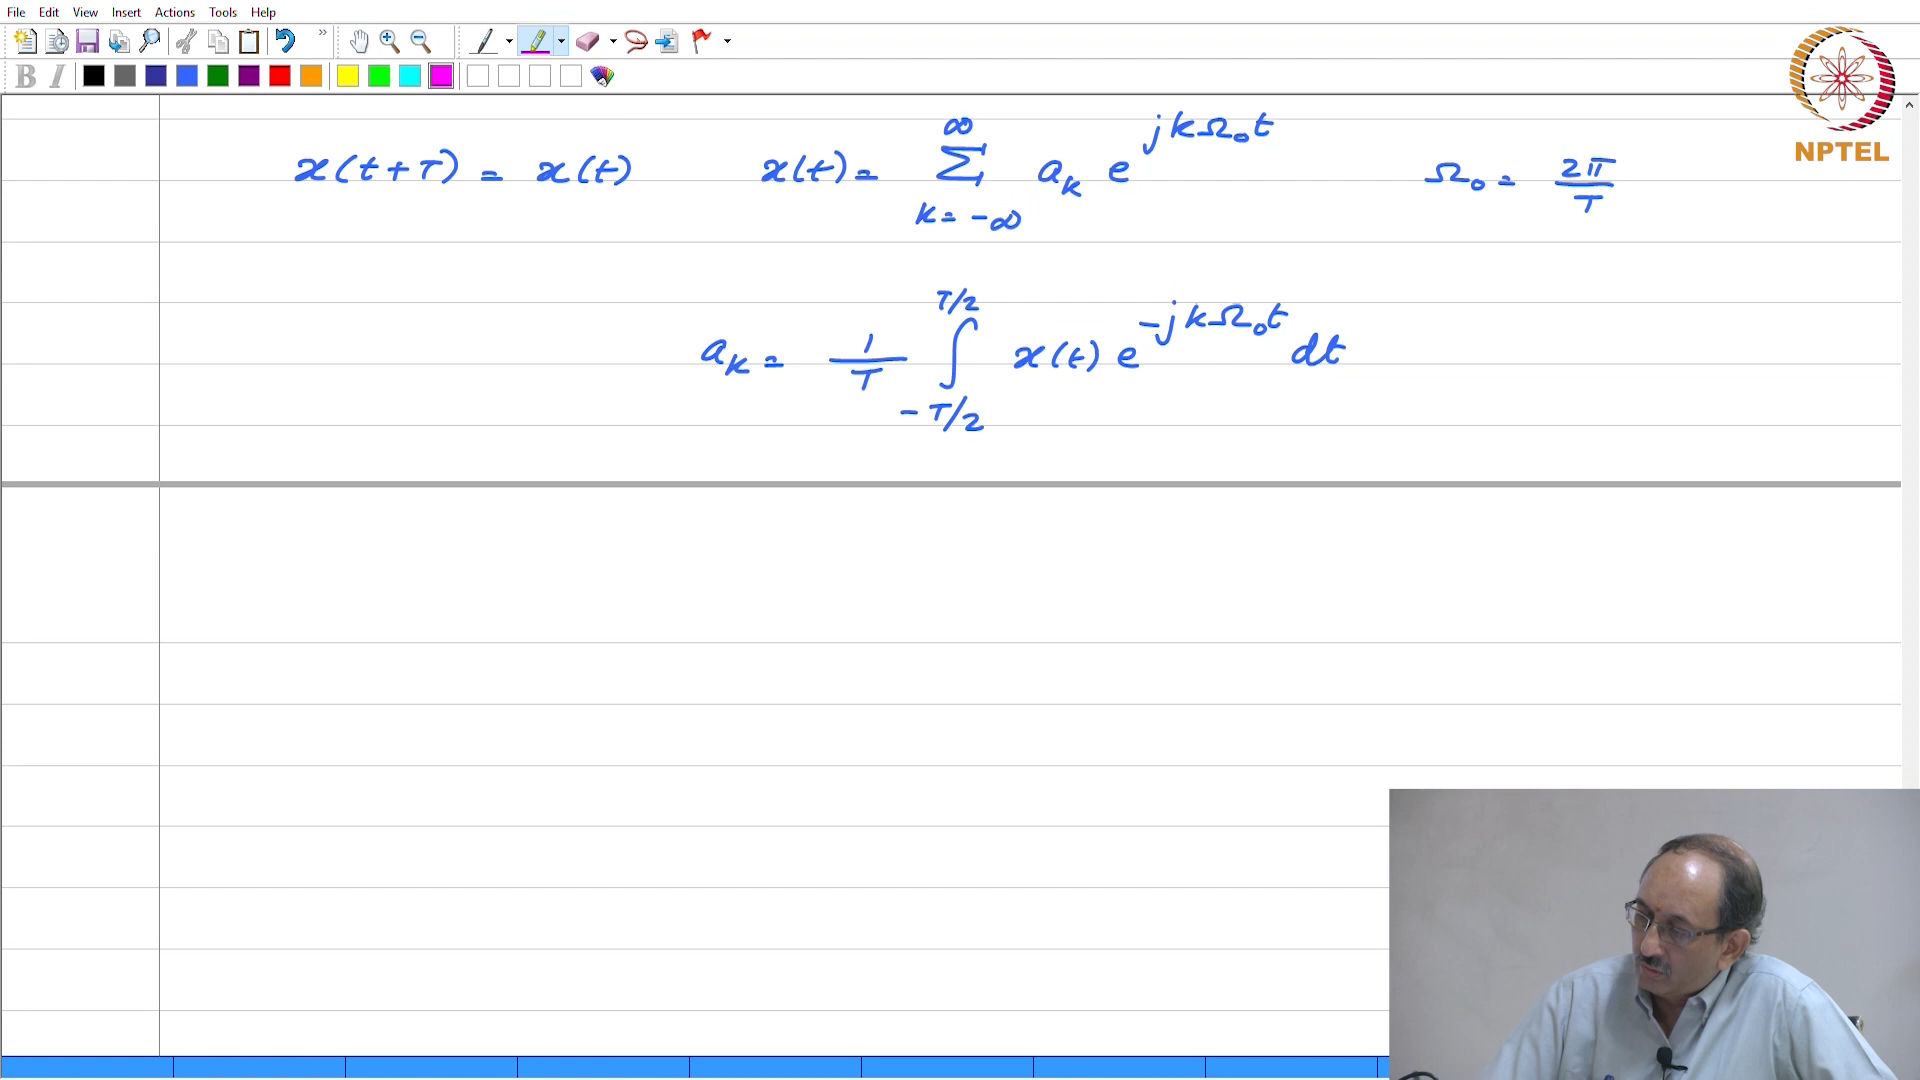 File Edit View Insert Actions Tools Help
B I
NPTEL
x(t+T) = x(t) x(t) = ∞ Σ k = -∞ a_k e^{jkΩ₀t} Ω₀ = 2π/T
a_k = 1/T ∫_{-T/2}^{T/2} x(t) e^{-jkΩ₀t} dt